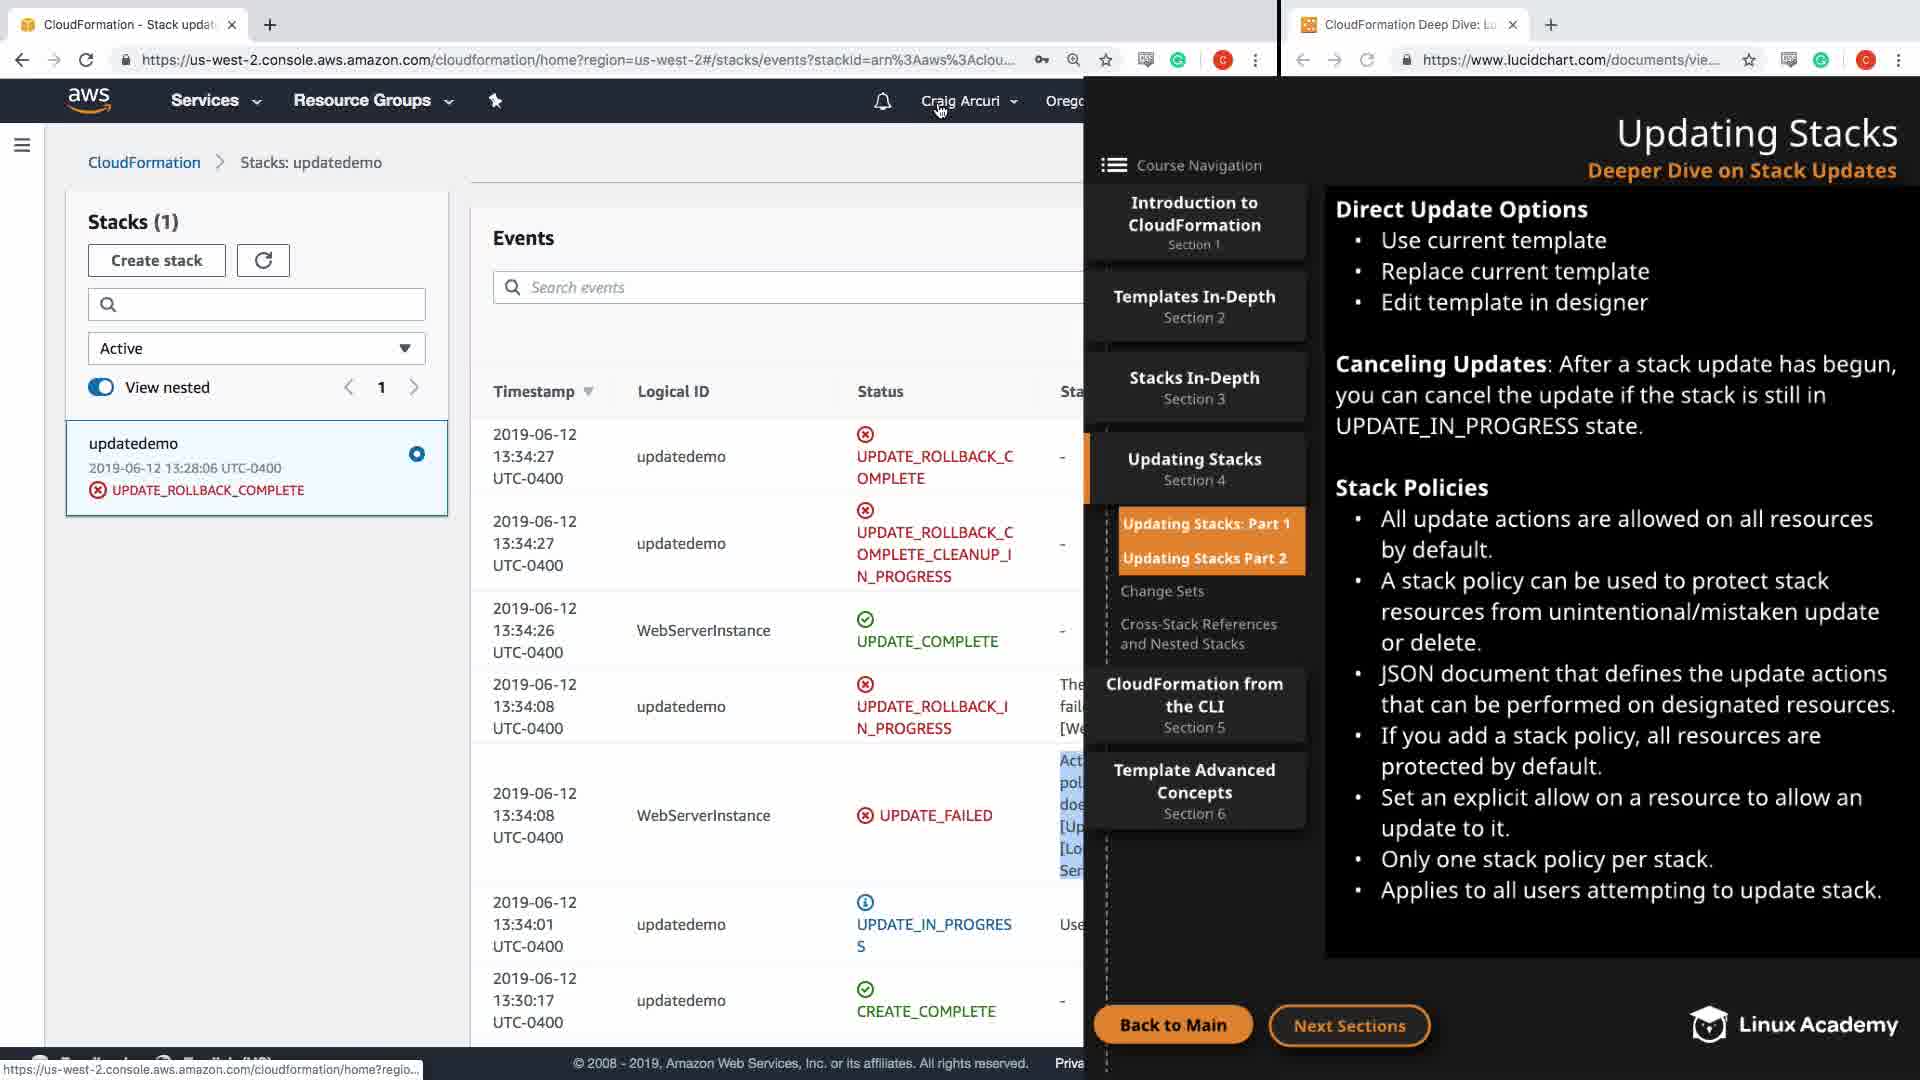 CloudFormation - Stack updat
CloudFormation Deep Dive: Lu
https://us-west-2.console.aws.amazon.com/cloudformation/home?region=us-west-2#/stacks/events?stackid=arn%3Aaws%3Aclou...
C
https://www.lucidchart.com/documents/vie...
C
aws
Services
Resource Groups
Craig Arcuri
Orego
CloudFormation
Stacks: updatedemo
Stacks (1)
Create stack
Active
View nested
1
updatedemo
2019-06-12 13:28:06 UTC-0400
UPDATE_ROLLBACK_COMPLETE
Events
Search events
Timestamp
Logical ID
Status
Sta
2019-06-12
13:34:27
UTC-0400
updatedemo
UPDATE_ROLLBACK_C
OMPLETE
-
2019-06-12
13:34:27
UTC-0400
updatedemo
UPDATE_ROLLBACK_C
OMPLETE_CLEANUP_I
N_PROGRESS
-
2019-06-12
13:34:26
UTC-0400
WebServerInstance
UPDATE_COMPLETE
-
2019-06-12
13:34:08
UTC-0400
updatedemo
UPDATE_ROLLBACK_I
N_PROGRESS
The
fail
[We
2019-06-12
13:34:08
UTC-0400
WebServerInstance
UPDATE_FAILED
Act
pol
doe
[Up
[Lo
Ser
2019-06-12
13:34:01
UTC-0400
updatedemo
UPDATE_IN_PROGRES
S
Use
2019-06-12
13:30:17
UTC-0400
updatedemo
CREATE_COMPLETE
-
© 2008 - 2019, Amazon Web Services, Inc. or its affiliates. All rights reserved.
Priva
https://us-west-2.console.aws.amazon.com/cloudformation/home?regio...
Updating Stacks
Deeper Dive on Stack Updates
Course Navigation
Introduction to
CloudFormation
Section 1
Templates In-Depth
Section 2
Stacks In-Depth
Section 3
Updating Stacks
Section 4
Updating Stacks: Part 1
Updating Stacks Part 2
Change Sets
Cross-Stack References
and Nested Stacks
CloudFormation from
the CLI
Section 5
Template Advanced
Concepts
Section 6
Direct Update Options
• Use current template
• Replace current template
• Edit template in designer
Canceling Updates: After a stack update has begun,
you can cancel the update if the stack is still in
UPDATE_IN_PROGRESS state.
Stack Policies
• All update actions are allowed on all resources
by default.
• A stack policy can be used to protect stack
resources from unintentional/mistaken update
or delete.
• JSON document that defines the update actions
that can be performed on designated resources.
• If you add a stack policy, all resources are
protected by default.
• Set an explicit allow on a resource to allow an
update to it.
• Only one stack policy per stack.
• Applies to all users attempting to update stack.
Back to Main
Next Sections
Linux Academy